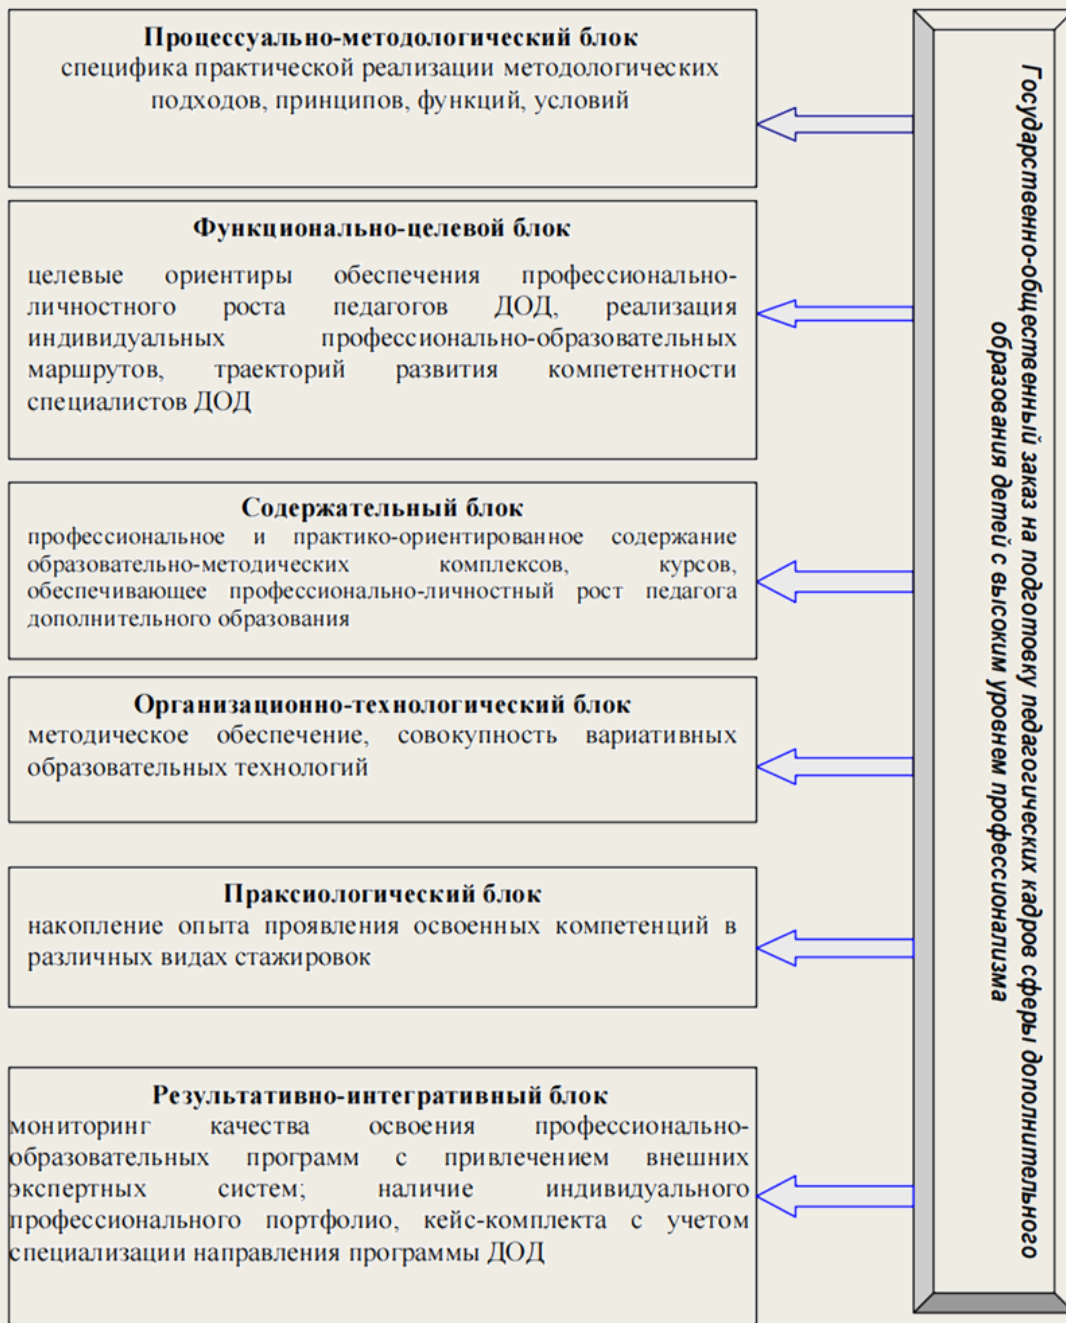 Процессуально-методологический блок
специфика практической реализации методологических
подходов, принципов, функций, условий
Функционально-целевой блок
целевые ориентиры обеспечения профессионально-
личностного роста педагогов ДОД, реализация
индивидуальных профессионально-образовательных
маршрутов, траекторий развития компетентности
специалистов ДОД
Содержательный блок
профессиональное и практико-ориентированное содержание
образовательно-методических комплексов, курсов,
обеспечивающее профессионально-личностный рост педагога
дополнительного образования
Организационно-технологический блок
методическое обеспечение, совокупность вариативных
образовательных технологий
Праксиологический блок
накопление опыта проявления освоенных компетенций в
различных видах стажировок
Результативно-интегративный блок
мониторинг качества освоения профессионально-
образовательных программ с привлечением внешних
экспертных систем; наличие индивидуального
профессионального портфолио, кейс-комплекта с учетом
специализации направления программы ДОД
Государственно-общественный заказ на подготовку педагогических кадров сферы дополнительного
образования детей с высоким уровнем профессионализма